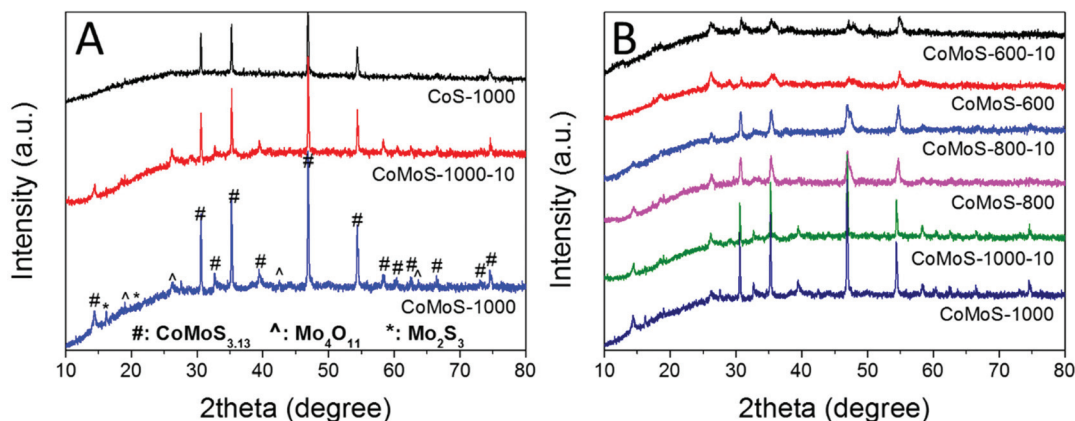 A
CoS-1000
CoMoS-1000-10
#
#
#
#
#
#
#
#
#
#
#
#
#
^
^
^
^
*
*
CoMoS-1000
#: CoMoS3.13 ^: Mo4O11 *: Mo2S3
10 20 30 40 50 60 70 80
2theta (degree)
Intensity (a.u.)
B
CoMoS-600-10
CoMoS-600
CoMoS-800-10
CoMoS-800
CoMoS-1000-10
CoMoS-1000
10 20 30 40 50 60 70 80
2theta (degree)
Intensity (a.u.)